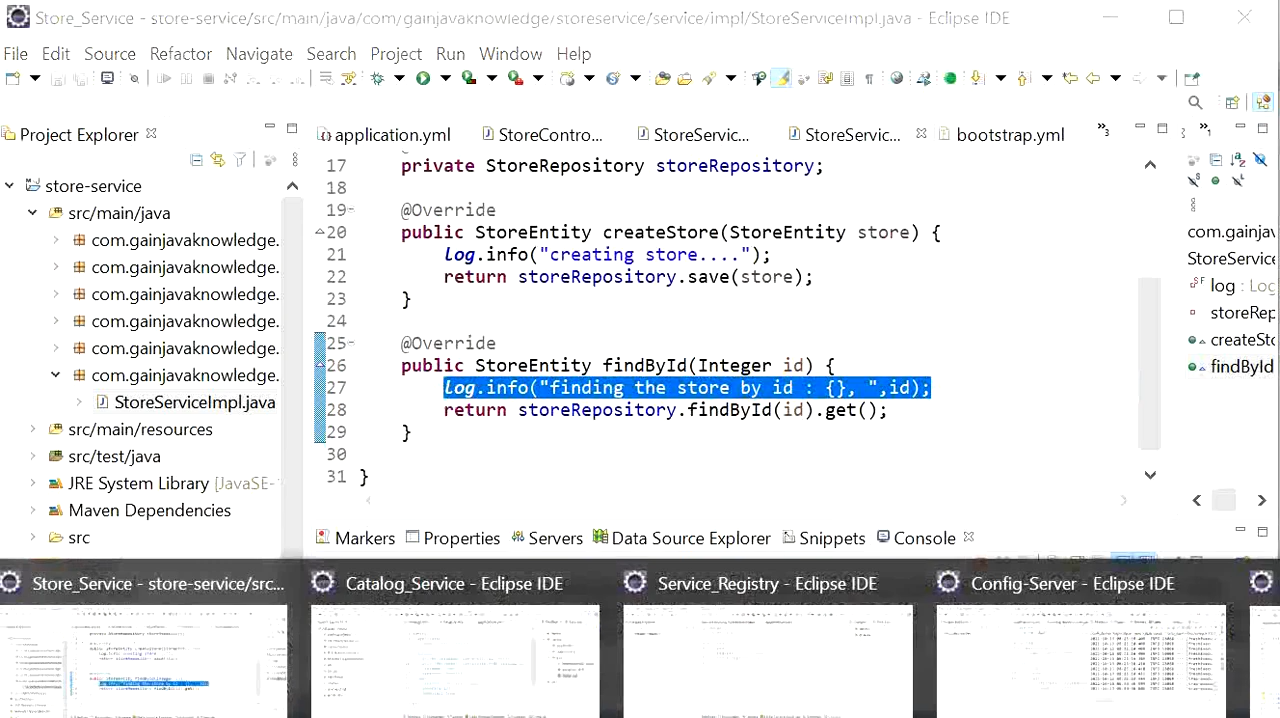 Store_Service - store-service/src/main/java/com/gainjavaknowledge/storeservice/service/impl/StoreServiceImpl.java - Eclipse IDE
File Edit Source Refactor Navigate Search Project Run Window Help
Project Explorer
application.yml StoreContro... StoreServic... StoreServic... bootstrap.yml
store-service
src/main/java
com.gainjavaknowledge.
com.gainjavaknowledge.
com.gainjavaknowledge.
com.gainjavaknowledge.
com.gainjavaknowledge.
com.gainjavaknowledge.
StoreServiceImpl.java
src/main/resources
src/test/java
JRE System Library [JavaSE-
Maven Dependencies
src
17 private StoreRepository storeRepository;
18
19 @Override
20 public StoreEntity createStore(StoreEntity store) {
21 log.info("creating store....");
22 return storeRepository.save(store);
23 }
24
25 @Override
26 public StoreEntity findById(Integer id) {
27 log.info("finding the store by id : {}, ",id);
28 return storeRepository.findById(id).get();
29 }
30
31 }
com.gainjav
StoreService
log : Log
storeRep
createSto
findById
Markers Properties Servers Data Source Explorer Snippets Console
Store_Service - store-service/src... Catalog_Service - Eclipse IDE Service_Registry - Eclipse IDE Config-Server - Eclipse IDE